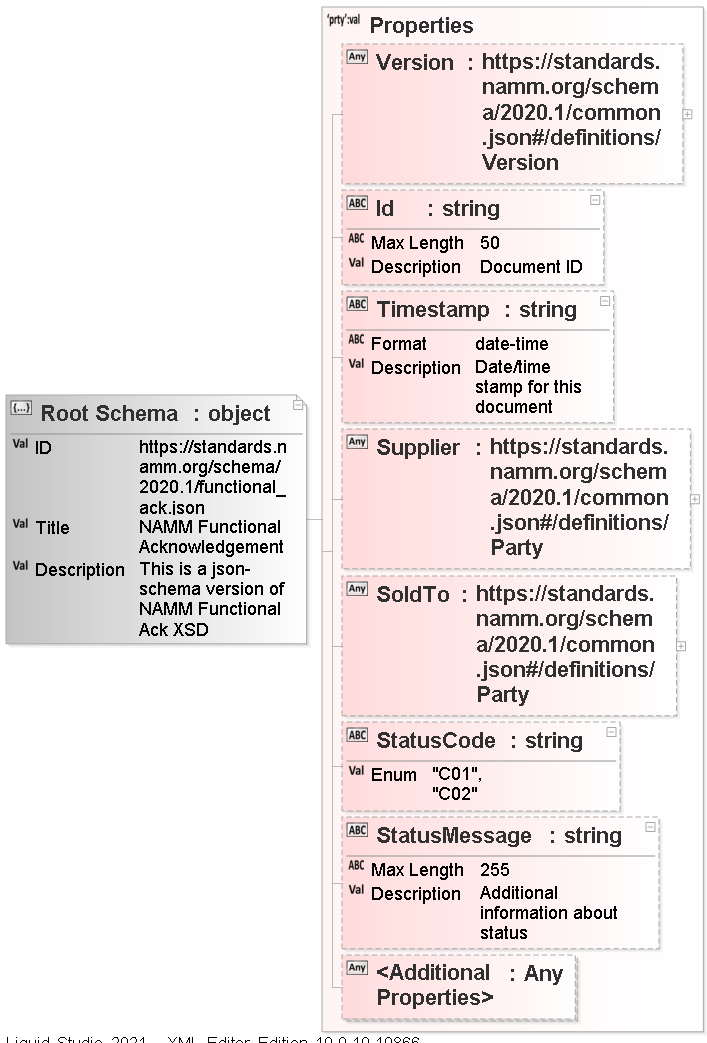 'prty':val Properties
Any Version : https://standards.
namm.org/schem
a/2020.1/common
.json#/definitions/
Version
ABC Id : string
ABC Max Length 50
Val Description Document ID
ABC Timestamp : string
ABC Format date-time
Val Description Date/time
stamp for this
document
{...} Root Schema : object
Val ID https://standards.n
amm.org/schema/
2020.1/functional_
ack.json
Val Title NAMM Functional
Acknowledgement
Val Description This is a json-
schema version of
NAMM Functional
Ack XSD
Any Supplier : https://standards.
namm.org/schem
a/2020.1/common
.json#/definitions/
Party
Any SoldTo : https://standards.
namm.org/schem
a/2020.1/common
.json#/definitions/
Party
ABC StatusCode : string
Val Enum "C01",
"C02"
ABC StatusMessage : string
ABC Max Length 255
Val Description Additional
information about
status
Any <Additional : Any
Properties>
Liquid Studio 2021 - XML Editor Edition 19.0.10.10866